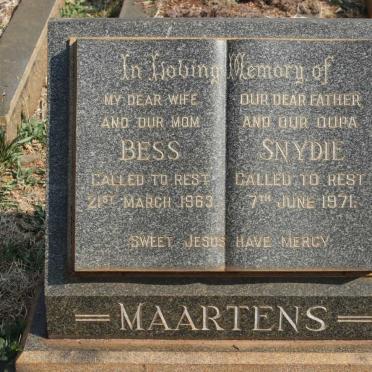 In Loving Memory of
MY DEAR WIFE
AND OUR MOM
BESS
CALLED TO REST
21ST MARCH 1963.
OUR DEAR FATHER
AND OUR OUPA
SNYDIE
CALLED TO REST
7TH JUNE 1971.
SWEET JESUS HAVE MERCY
MAARTENS